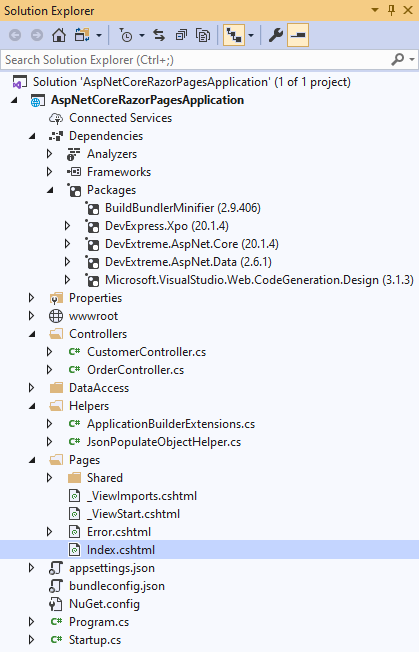 Solution Explorer
Search Solution Explorer (Ctrl+;)
Solution 'AspNetCoreRazorPagesApplication' (1 of 1 project)
AspNetCoreRazorPagesApplication
Connected Services
Dependencies
Analyzers
Frameworks
Packages
BuildBundlerMinifier (2.9.406)
DevExpress.Xpo (20.1.4)
DevExtreme.AspNet.Core (20.1.4)
DevExtreme.AspNet.Data (2.6.1)
Microsoft.VisualStudio.Web.CodeGeneration.Design (3.1.3)
Properties
wwwroot
Controllers
C# CustomerController.cs
C# OrderController.cs
DataAccess
Helpers
C# ApplicationBuilderExtensions.cs
C# JsonPopulateObjectHelper.cs
Pages
Shared
_ViewImports.cshtml
_ViewStart.cshtml
Error.cshtml
Index.cshtml
appsettings.json
bundleconfig.json
NuGet.config
C# Program.cs
C# Startup.cs